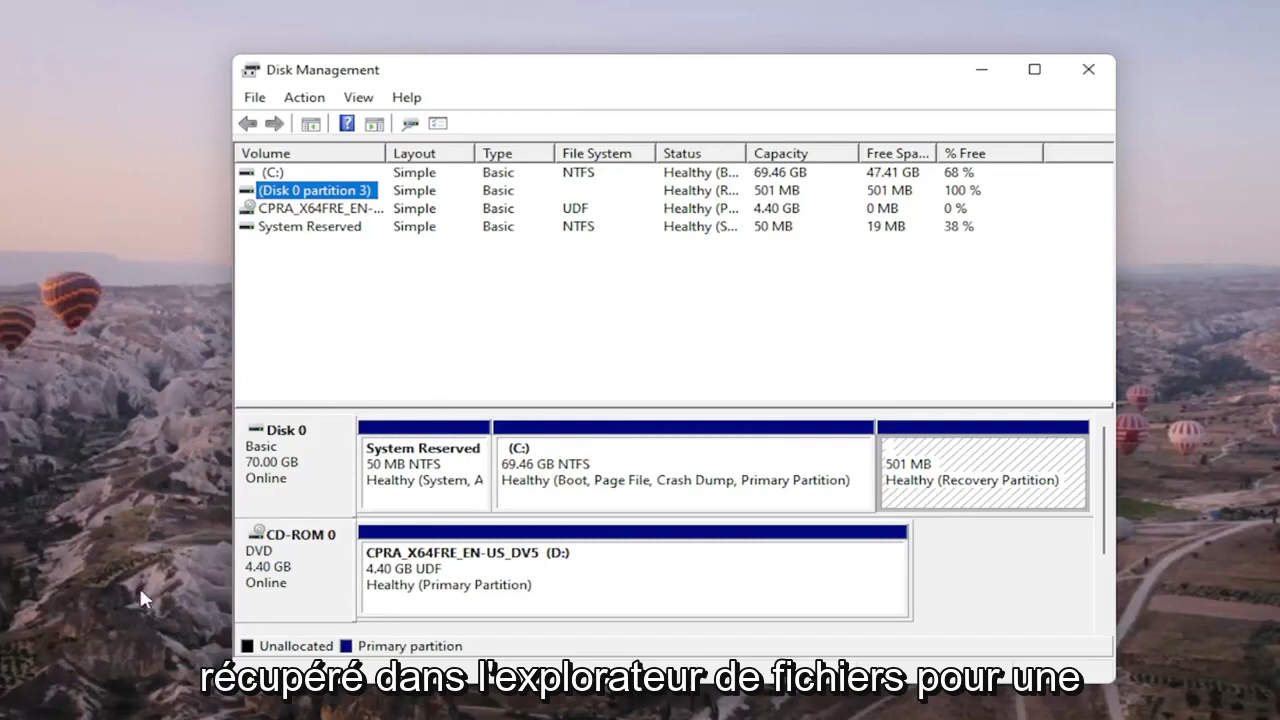 Disk Management
File Action View Help
Volume Layout Type File System Status Capacity Free Spa... % Free
(C:) Simple Basic NTFS Healthy (B... 69.46 GB 47.41 GB 68 %
(Disk 0 partition 3) Simple Basic Healthy (R... 501 MB 501 MB 100 %
CPRA_X64FRE_EN-... Simple Basic UDF Healthy (P... 4.40 GB 0 MB 0 %
System Reserved Simple Basic NTFS Healthy (S... 50 MB 19 MB 38 %
Disk 0
Basic
70.00 GB
Online
System Reserved
50 MB NTFS
Healthy (System, A
(C:)
69.46 GB NTFS
Healthy (Boot, Page File, Crash Dump, Primary Partition)
501 MB
Healthy (Recovery Partition)
CD-ROM 0
DVD
4.40 GB
Online
CPRA_X64FRE_EN-US_DV5 (D:)
4.40 GB UDF
Healthy (Primary Partition)
Unallocated Primary partition
récupéré dans l'explorateur de fichiers pour une